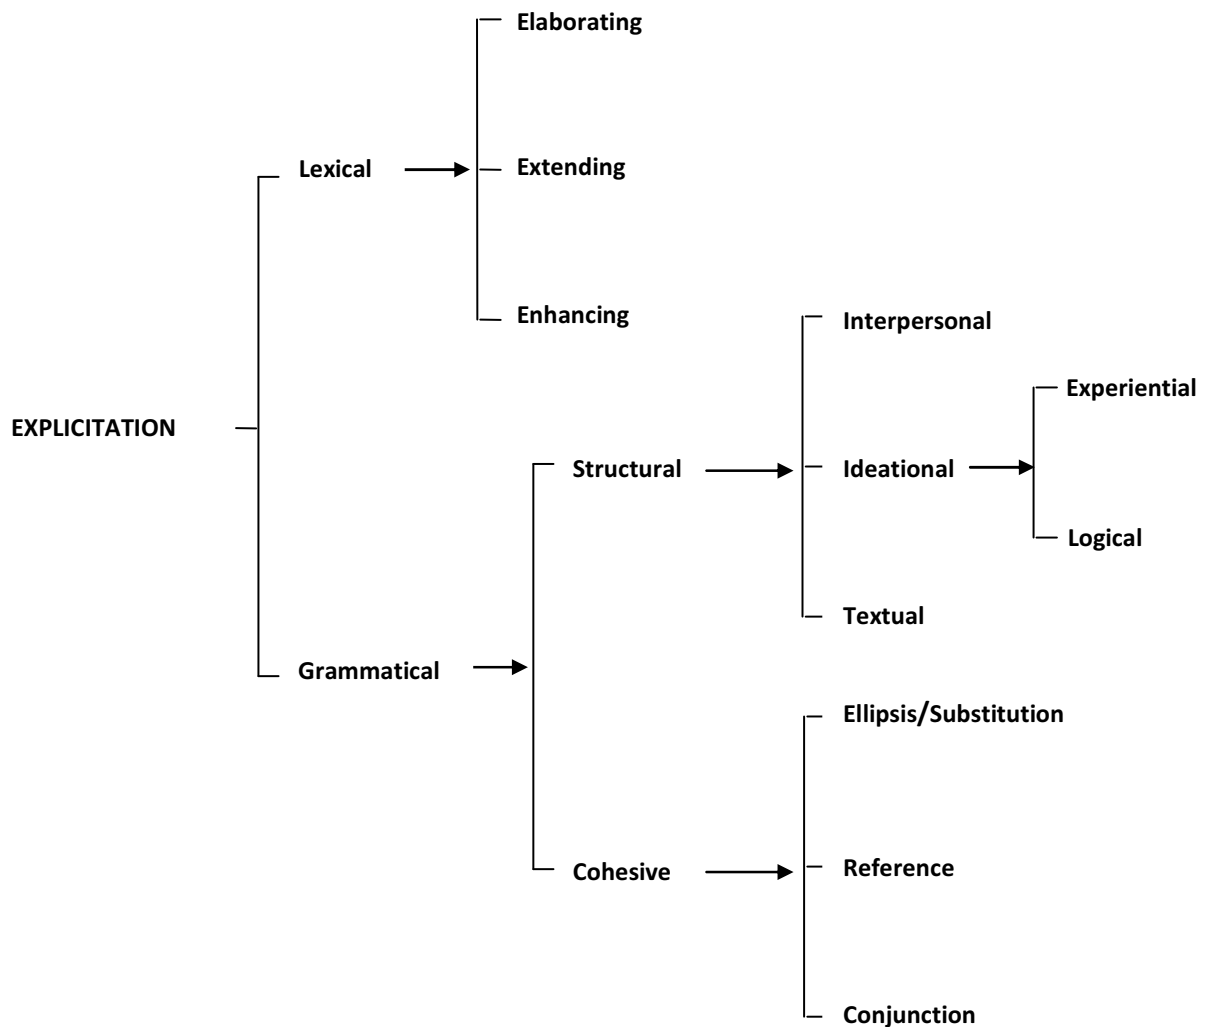 Elaborating
Lexical
Extending
Enhancing
Interpersonal
Experiential
EXPLICITATION
Structural
Ideational
Logical
Textual
Grammatical
Ellipsis/Substitution
Cohesive
Reference
Conjunction